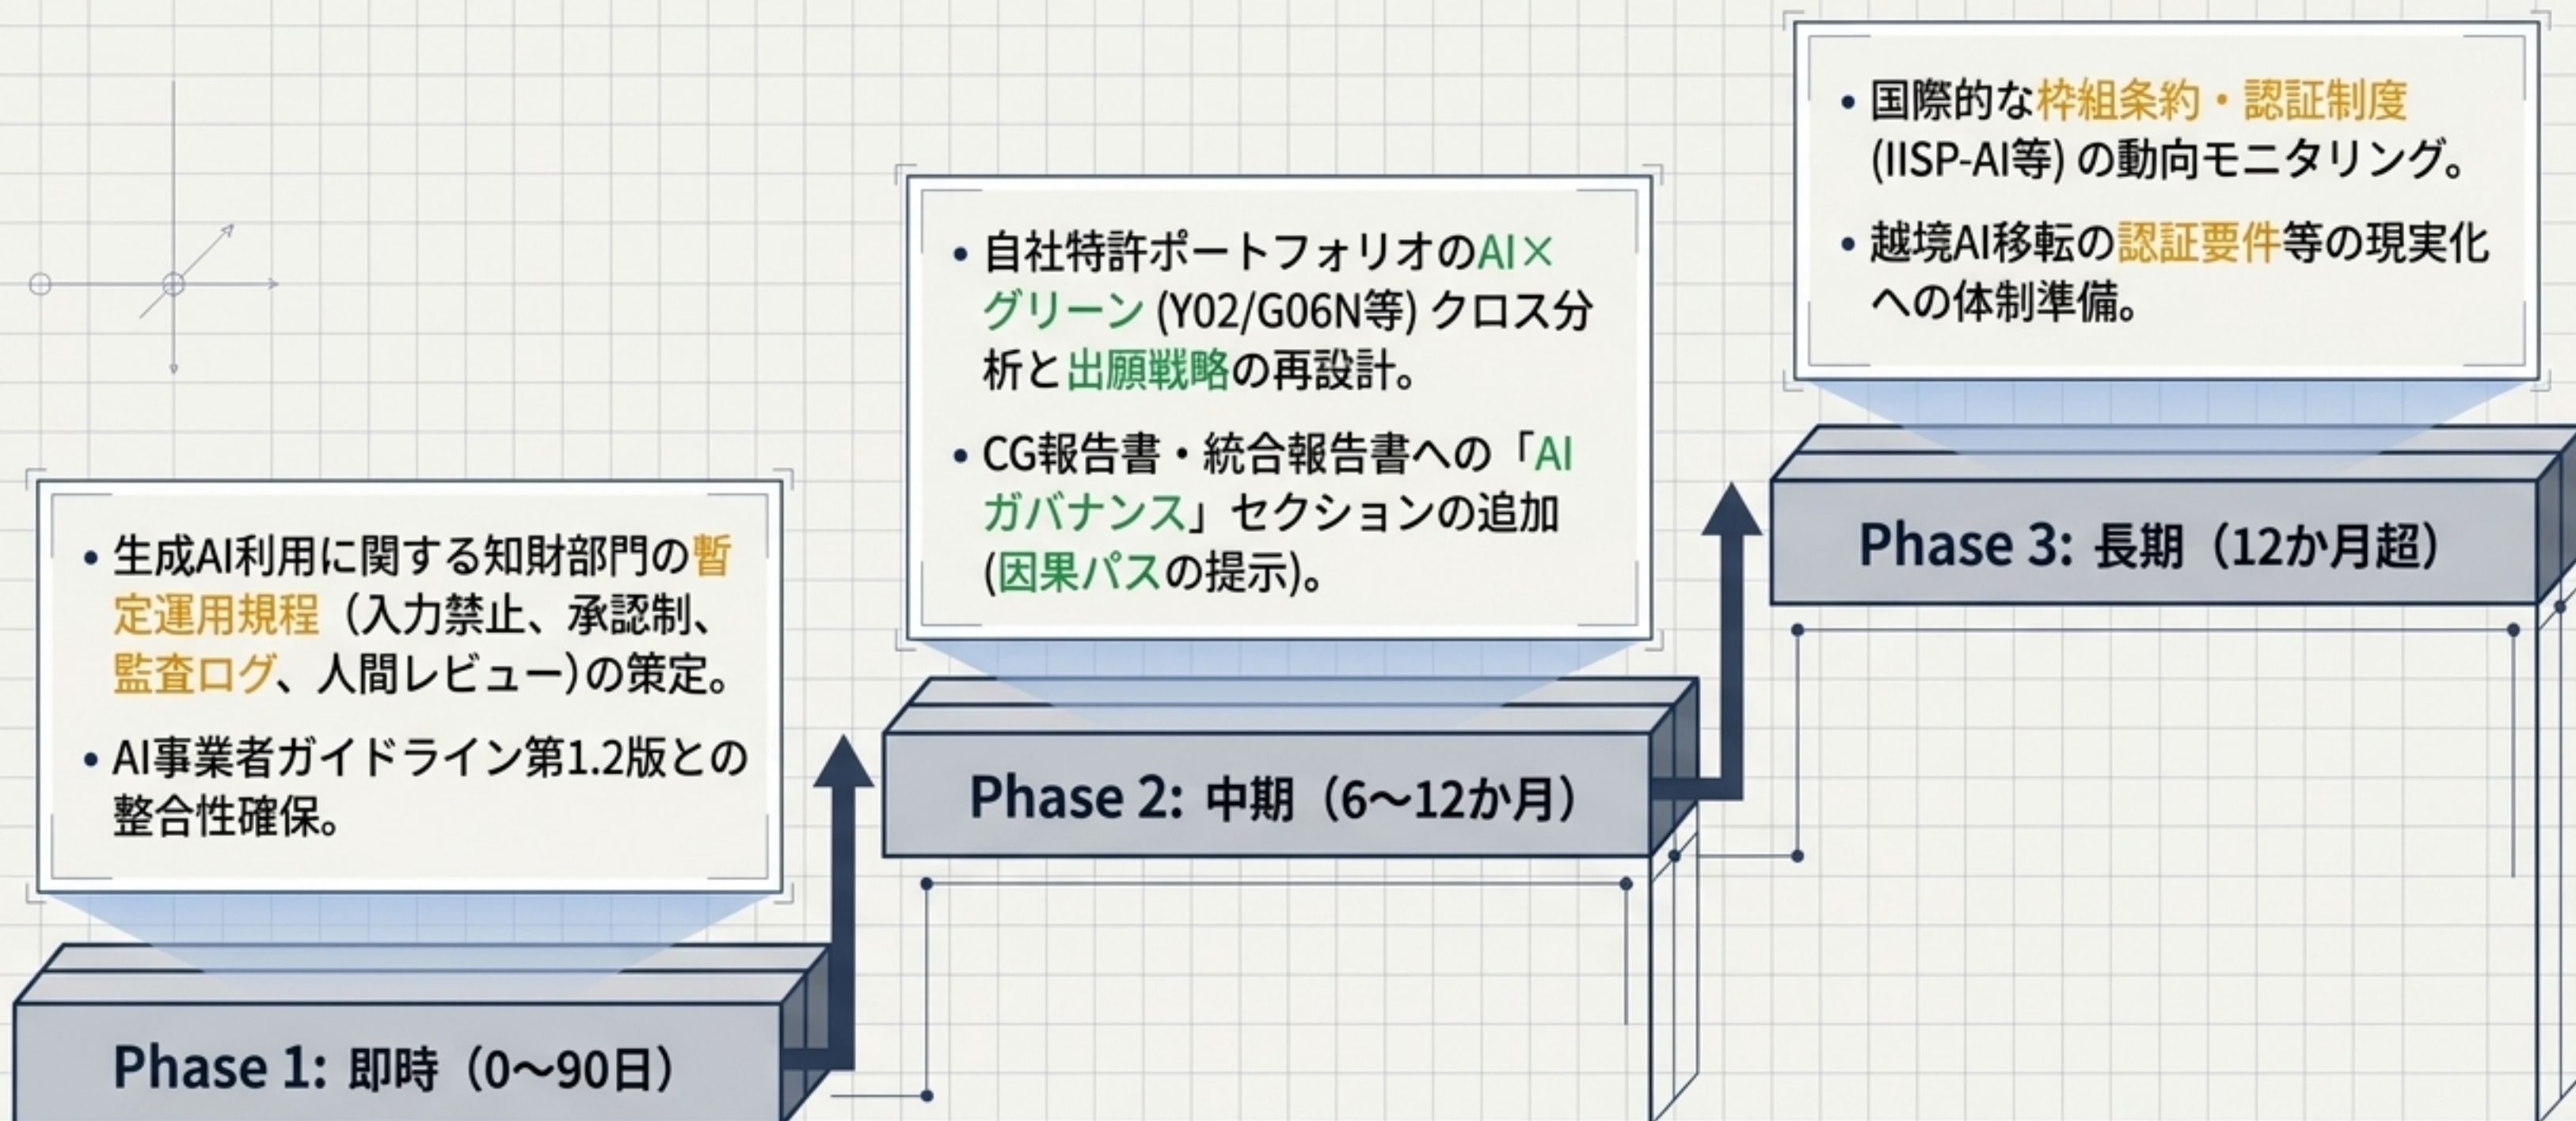 • 生成AI利用に関する知財部門の暫
定運用規程（入力禁止、承認制、
監査ログ、人間レビュー）の策定。
• AI事業者ガイドライン第1.2版との
整合性確保。
Phase 1: 即時（0～90日）
• 自社特許ポートフォリオのAI×
グリーン (Y02/G06N等) クロス分
析と出願戦略の再設計。
• CG報告書・統合報告書への「AI
ガバナンス」セクションの追加
(因果パスの提示)。
Phase 2: 中期（6～12か月）
• 国際的な枠組条約・認証制度
(IISP-AI等) の動向モニタリング。
• 越境AI移転の認証要件等の現実化
への体制準備。
Phase 3: 長期（12か月超）